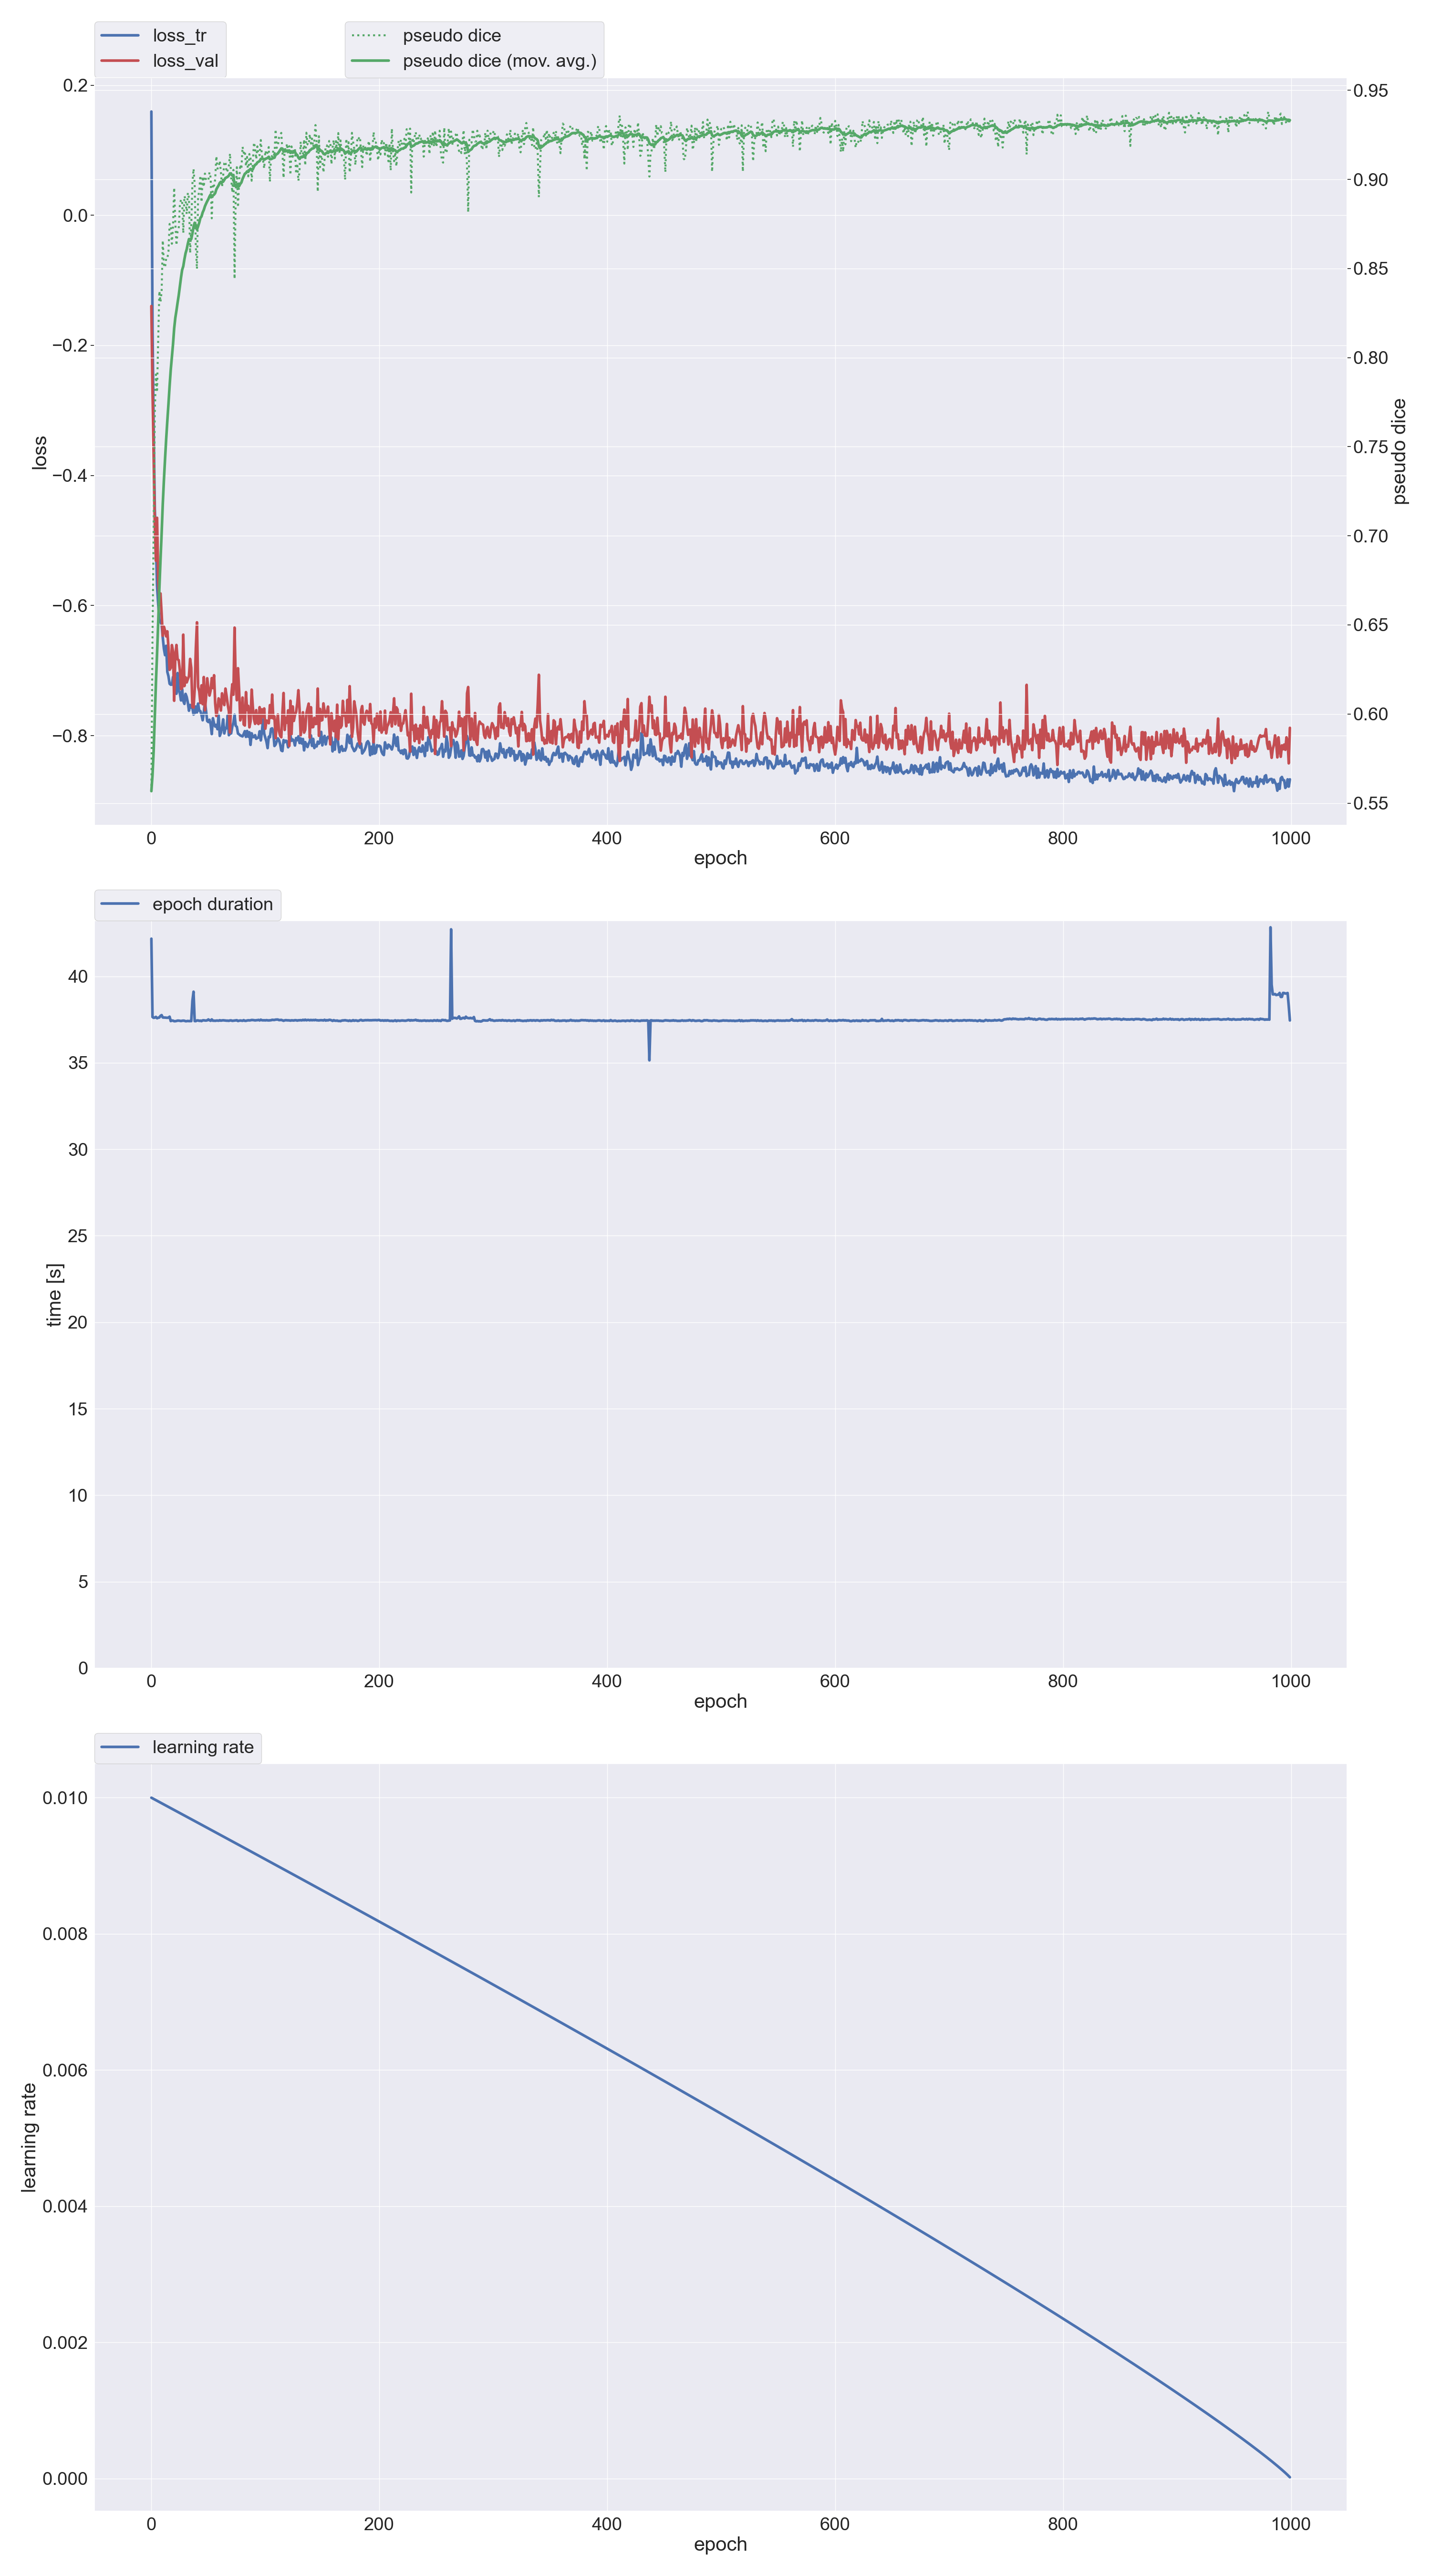 loss_tr
loss_val
pseudo dice
pseudo dice (mov. avg.)
0.2
0.0
−0.2
−0.4
−0.6
−0.8
loss
0.95
0.90
0.85
0.80
0.75
0.70
0.65
0.60
0.55
pseudo dice
0 200 400 600 800 1000
epoch
epoch duration
40
35
30
25
20
15
10
5
0
time [s]
0 200 400 600 800 1000
epoch
learning rate
0.010
0.008
0.006
0.004
0.002
0.000
learning rate
0 200 400 600 800 1000
epoch